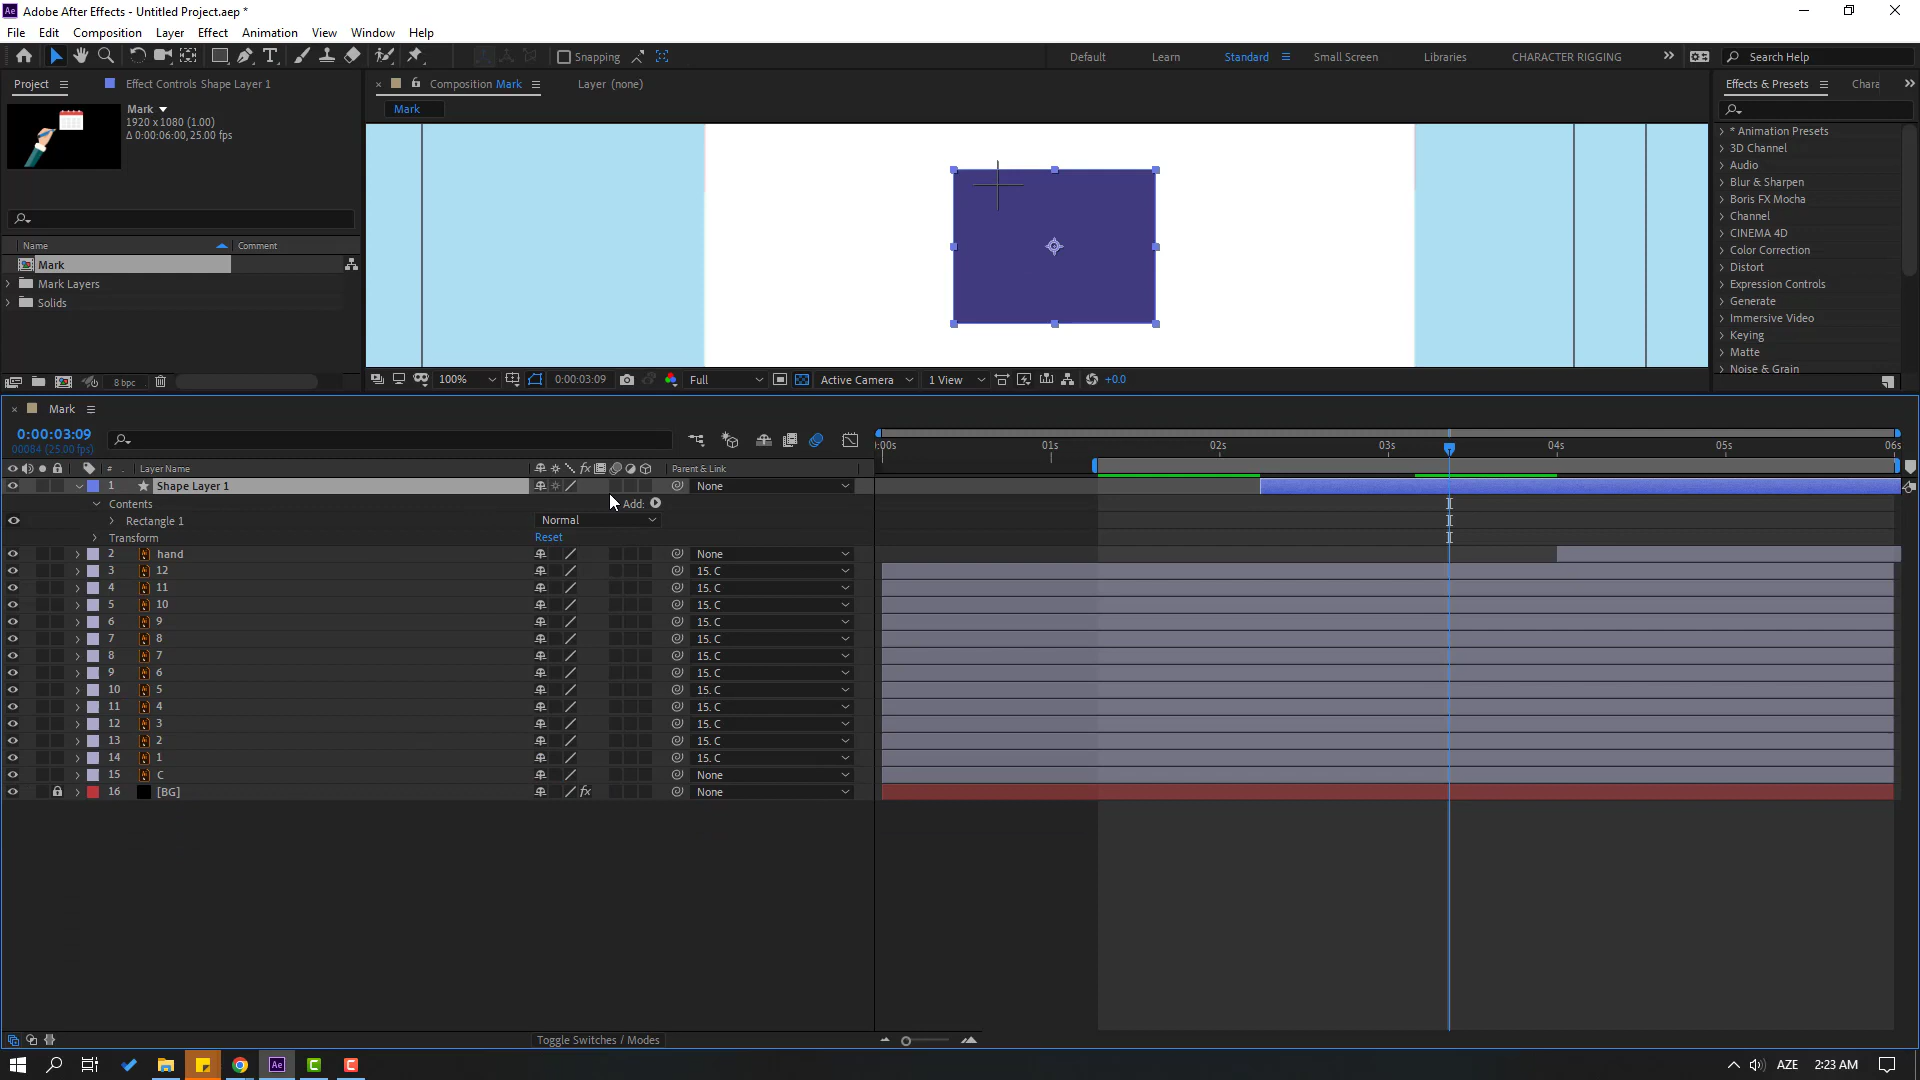 Adobe After Effects - Untitled Project.aep *
File Edit Composition Layer Effect Animation View Window Help
Snapping Default Learn Standard Small Screen Libraries CHARACTER RIGGING Search Help
Project Effect Controls Shape Layer 1
Mark
1920 x 1080 (1.00)
Δ 0:00:06:00, 25.00 fps
Name Comment
Mark
Mark Layers
Solids
8 bpc
Composition Mark Layer (none)
Mark
100% 0:00:03:09 Full Active Camera 1 View +0.0
Effects & Presets Chara
* Animation Presets
3D Channel
Audio
Blur & Sharpen
Boris FX Mocha
Channel
CINEMA 4D
Color Correction
Distort
Expression Controls
Generate
Immersive Video
Keying
Matte
Noise & Grain
Mark
0:00:03:09
00084 (25.00 fps)
:00s 01s 02s 03s 04s 05s 06s
# Layer Name Parent & Link
1 Shape Layer 1 None
Contents Add:
Rectangle 1 Normal
Transform Reset
2 hand None
3 12 15. C
4 11 15. C
5 10 15. C
6 9 15. C
7 8 15. C
8 7 15. C
9 6 15. C
10 5 15. C
11 4 15. C
12 3 15. C
13 2 15. C
14 1 15. C
15 C None
16 [BG] fx None
Toggle Switches / Modes
AZE 2:23 AM